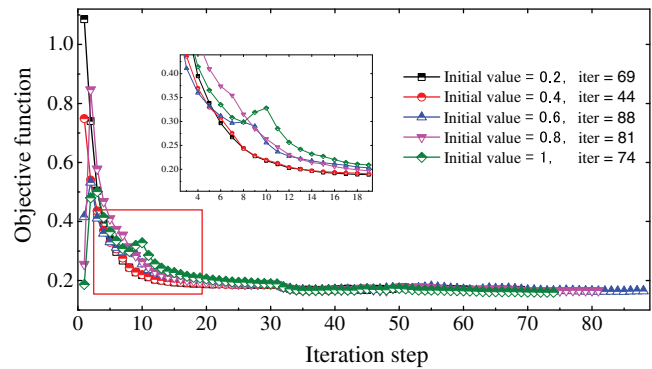 Objective function
1.0
0.8
0.6
0.4
0.2
0.40
0.35
0.30
0.25
0.20
4 6 8 10 12 14 16 18
Initial value = 0.2, iter = 69
Initial value = 0.4, iter = 44
Initial value = 0.6, iter = 88
Initial value = 0.8, iter = 81
Initial value = 1, iter = 74
0 10 20 30 40 50 60 70 80
Iteration step